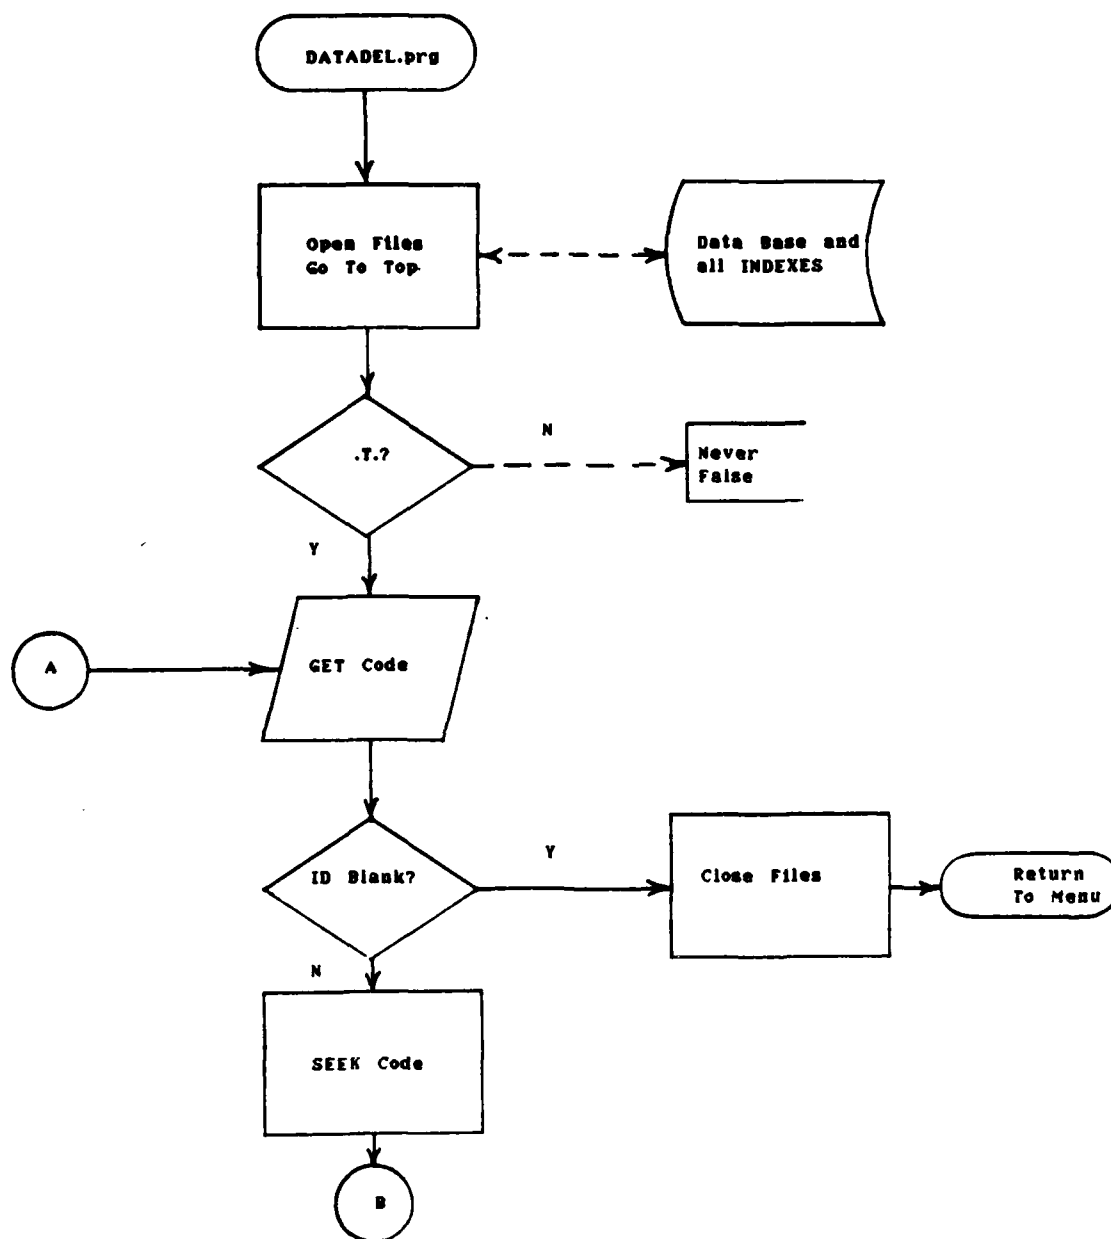 DATADEL.prg
Open Files
Go To Top
Data Base and
all INDEXES
.T.?
N
Never
False
Y
A
GET Code
ID Blank?
Y
Close Files
Return
To Menu
N
SEEK Code
B